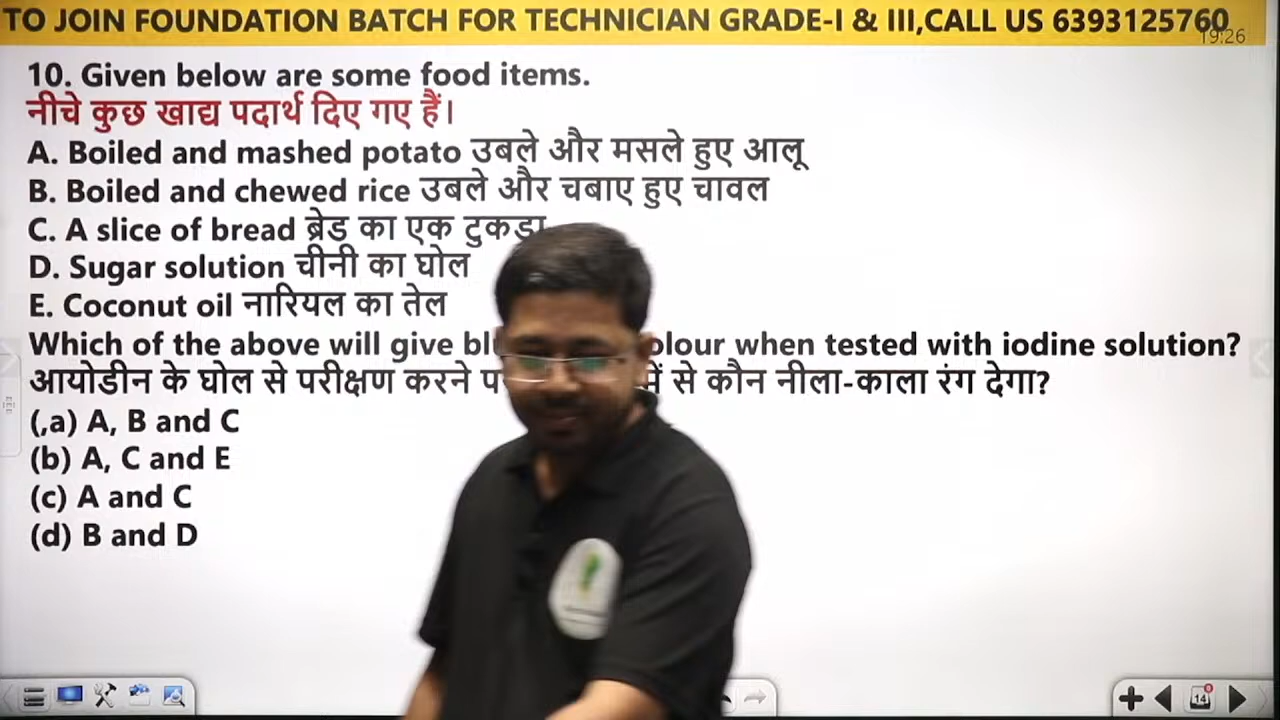 TO JOIN FOUNDATION BATCH FOR TECHNICIAN GRADE-I & III,CALL US 6393125760
19:26
10. Given below are some food items.
नीचे कुछ खाद्य पदार्थ दिए गए हैं।
A. Boiled and mashed potato उबले और मसले हुए आलू
B. Boiled and chewed rice उबले और चबाए हुए चावल
C. A slice of bread ब्रेड का एक टुकड़ा
D. Sugar solution चीनी का घोल
E. Coconut oil नारियल का तेल
Which of the above will give when tested with iodine solution?
आयोडीन के घोल से परीक्षण करने में से कौन नीला-काला रंग देगा?
(,a) A, B and C
(b) A, C and E
(c) A and C
(d) B and D
14